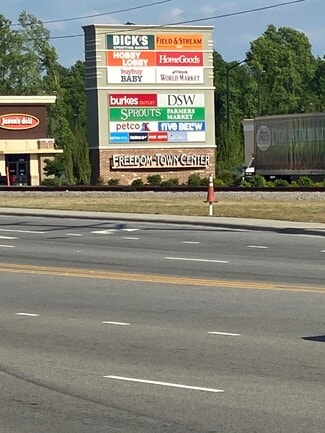 DICK'S
SPORTING GOODS
FIELD & STREAM
HOBBY
LOBBY
HomeGoods
buybuy
BABY
WORLD MARKET
burkes OUTLET
DSW
SPROUTS FARMERS
MARKET
petco
five BELOW
FREEDOM TOWN CENTER
Jason's deli